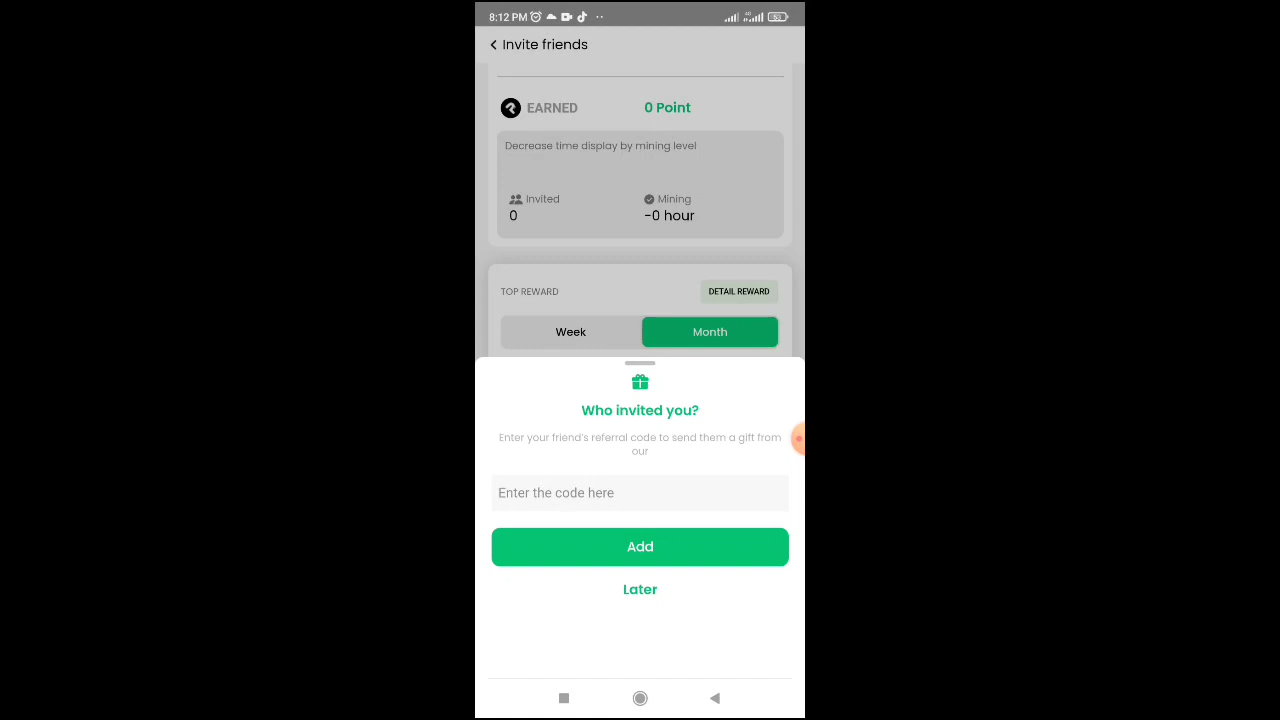 8:12 PM
4G
53
Invite friends
EARNED
0 Point
Decrease time display by mining level
Invited
Mining
0
-0 hour
TOP REWARD
DETAIL REWARD
Week
Month
Who invited you?
Enter your friend's referral code to send them a gift from
our
Enter the code here
Add
Later